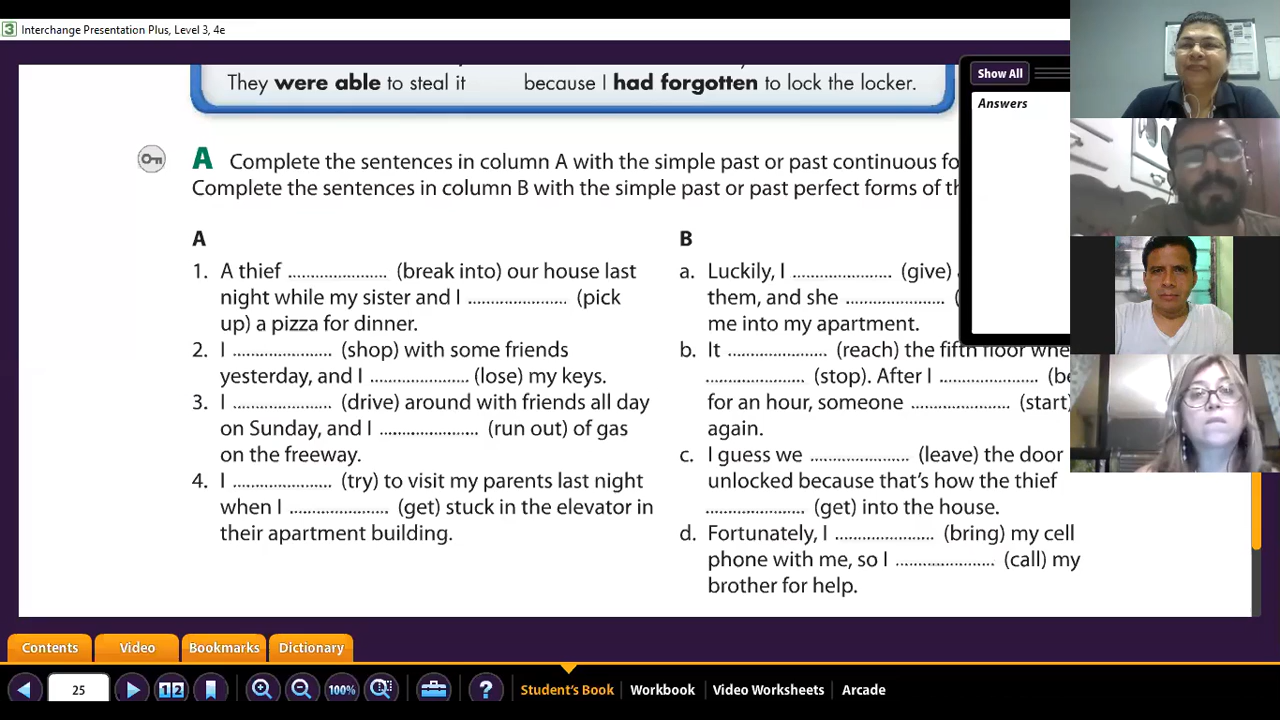 Interchange Presentation Plus, Level 3, 4e
They were able to steal it
because I had forgotten to lock the locker.
Show All
Answers
A Complete the sentences in column A with the simple past or past continuous
Complete the sentences in column B with the simple past or past perfect forms of
A
1. A thief .................... (break into) our house last
night while my sister and I .................... (pick
up) a pizza for dinner.
2. I .................... (shop) with some friends
yesterday, and I .................... (lose) my keys.
3. I .................... (drive) around with friends all day
on Sunday, and I .................... (run out) of gas
on the freeway.
4. I .................... (try) to visit my parents last night
when I .................... (get) stuck in the elevator in
their apartment building.
B
a. Luckily, I .................... (give)
them, and she ....................
me into my apartment.
b. It .................... (reach) the fifth floor
.................... (stop). After I ....................
for an hour, someone .................... (start)
again.
c. I guess we .................... (leave) the door
unlocked because that's how the thief
.................... (get) into the house.
d. Fortunately, I .................... (bring) my cell
phone with me, so I .................... (call) my
brother for help.
Contents Video Bookmarks Dictionary
25 12 100% ? Student's Book Workbook Video Worksheets Arcade